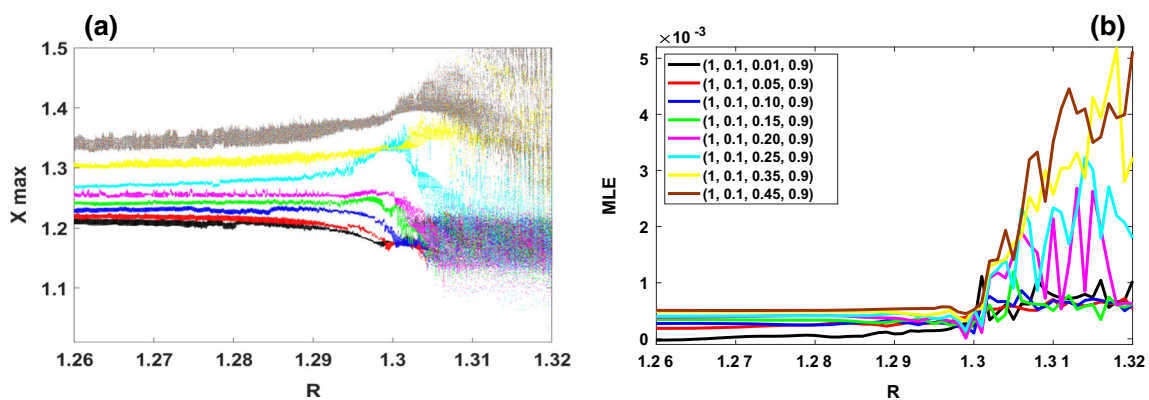 (a)
1.5
1.4
1.3
1.2
1.1
X max
1.26
1.27
1.28
1.29
1.3
1.31
1.32
R
(b)
×10 -3
5
4
3
2
1
0
MLE
(1, 0.1, 0.01, 0.9)
(1, 0.1, 0.05, 0.9)
(1, 0.1, 0.10, 0.9)
(1, 0.1, 0.15, 0.9)
(1, 0.1, 0.20, 0.9)
(1, 0.1, 0.25, 0.9)
(1, 0.1, 0.35, 0.9)
(1, 0.1, 0.45, 0.9)
1.2 6
1.2 7
1.2 8
1.2 9
1. 3
1.3 1
1.32
R